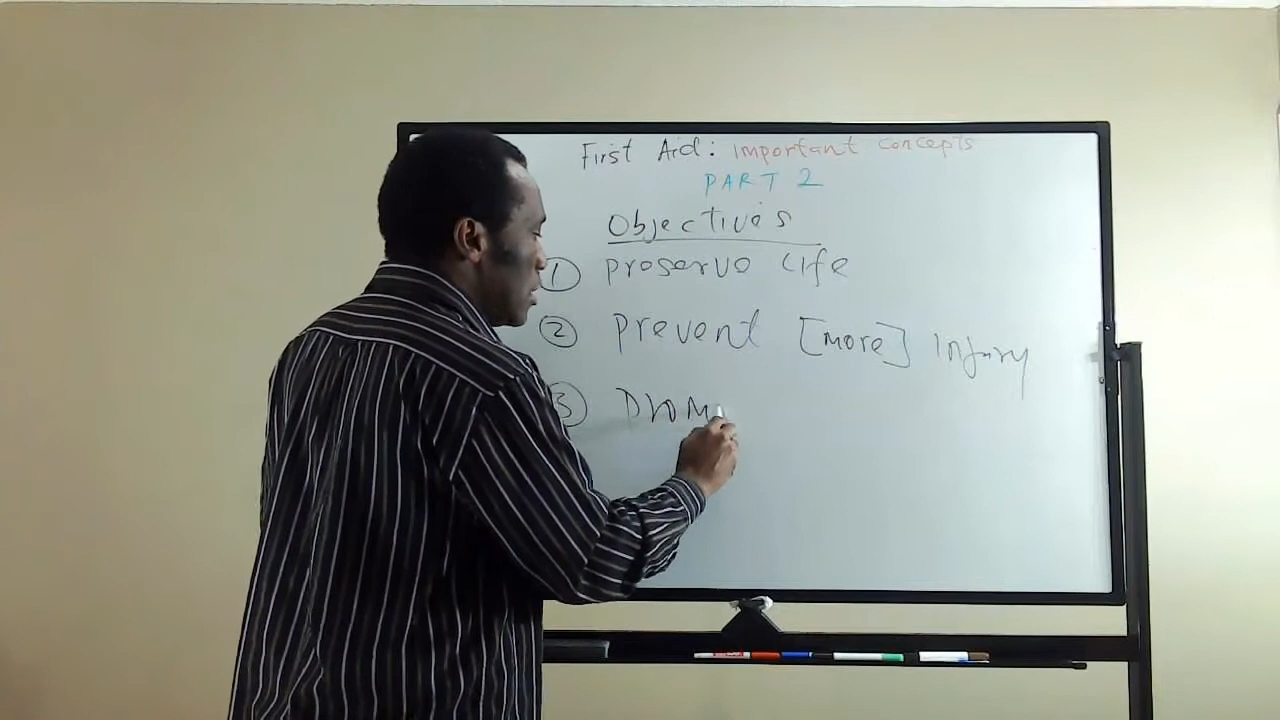 First Aid: Important concepts
PART 2
Objectives
① Preserve Life
② Prevent [more] Injury
③ Prom